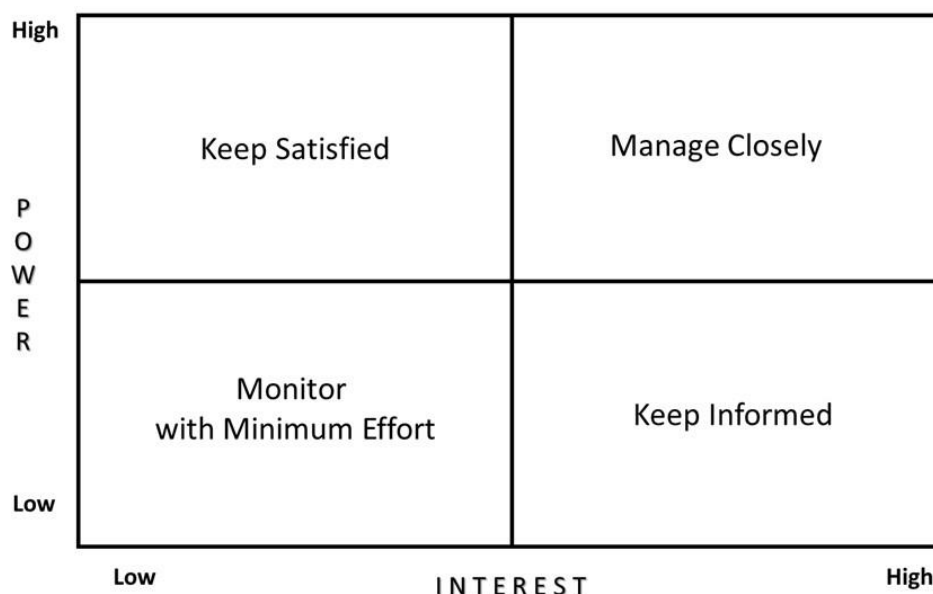 High
Keep Satisfied
Manage Closely
P
O
W
E
R
Monitor
with Minimum Effort
Keep Informed
Low
Low
INTEREST
High